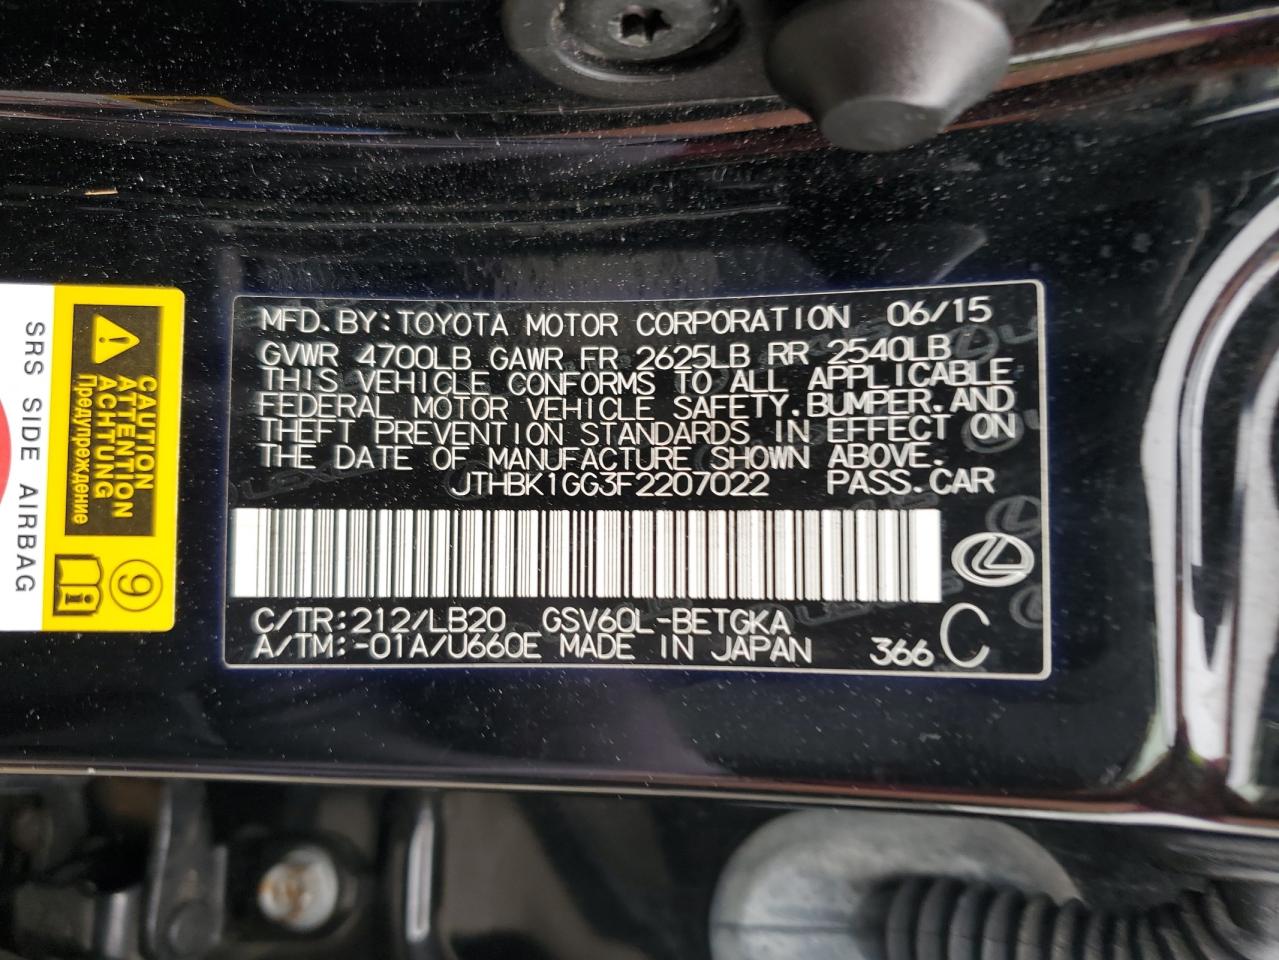 MFD.BY:TOYOTA MOTOR CORPORATION 06/15
GVWR 4700LB GAWR FR 2625LB RR 2540LB
THIS VEHICLE CONFORMS TO ALL APPLICABLE
FEDERAL MOTOR VEHICLE SAFETY,BUMPER,AND
THEFT PREVENTION STANDARDS IN EFFECT ON
THE DATE OF MANUFACTURE SHOWN ABOVE.
JTHBK1GG3F2207022 PASS.CAR
C/TR:212/LB20 GSV60L-BETGKA
A/TM:-01A/U660E MADE IN JAPAN 366 C
SRS SIDE AIRBAG
CAUTION
ATTENTION
ACHTUNG
Предупреждение
9